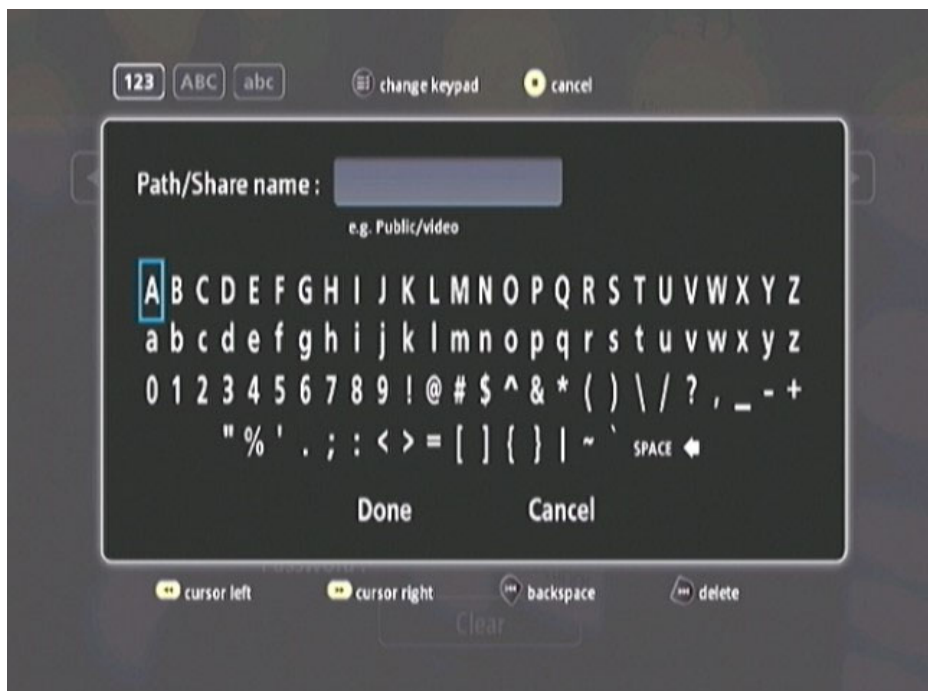 123 ABC abc change keypad cancel
Path/Share name :
e.g. Public/video
A B C D E F G H I J K L M N O P Q R S T U V W X Y Z
a b c d e f g h i j k l m n o p q r s t u v w x y z
0 1 2 3 4 5 6 7 8 9 ! @ # $ ^ & * ( ) \ / ? , _ - +
" % ' . ; : < > = [ ] { } | ~ ` SPACE
Done Cancel
Password :
cursor left cursor right backspace delete
Clear